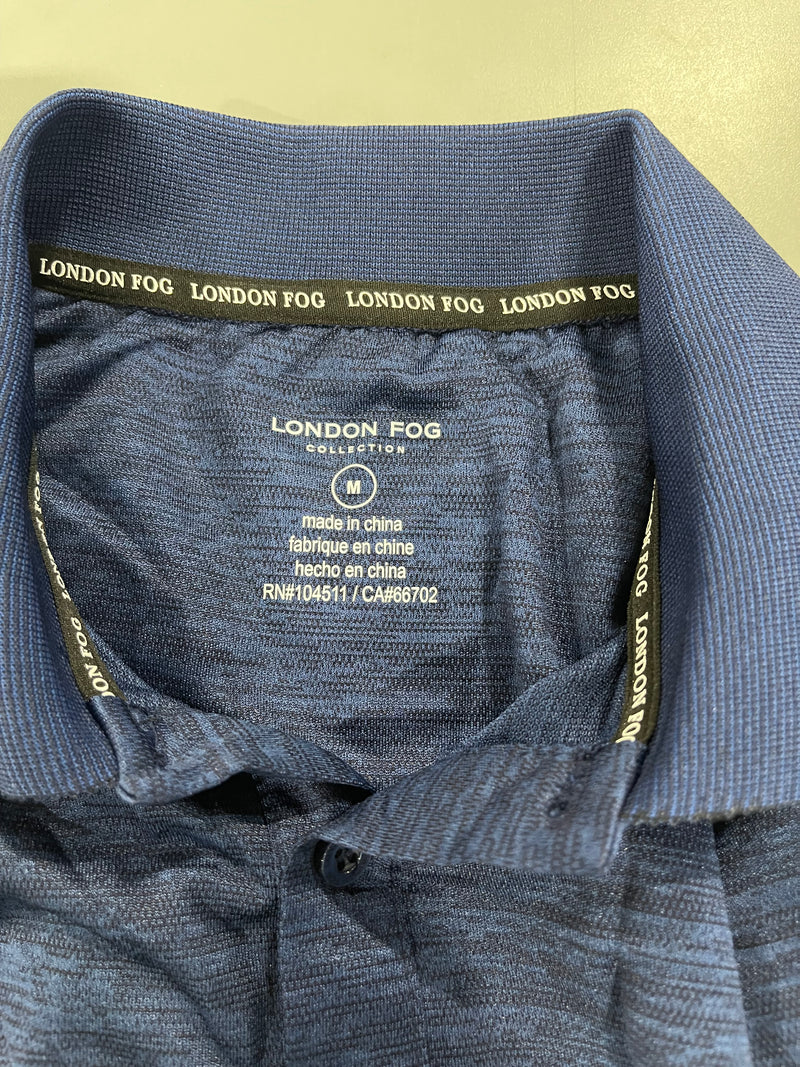 LONDON FOG LONDON FOG LONDON FOG LONDON FOG
LONDON FOG
COLLECTION
M
made in china
fabrique en chine
hecho en china
RN#104511 / CA#66702
LONDON FOG
LONDON FOG